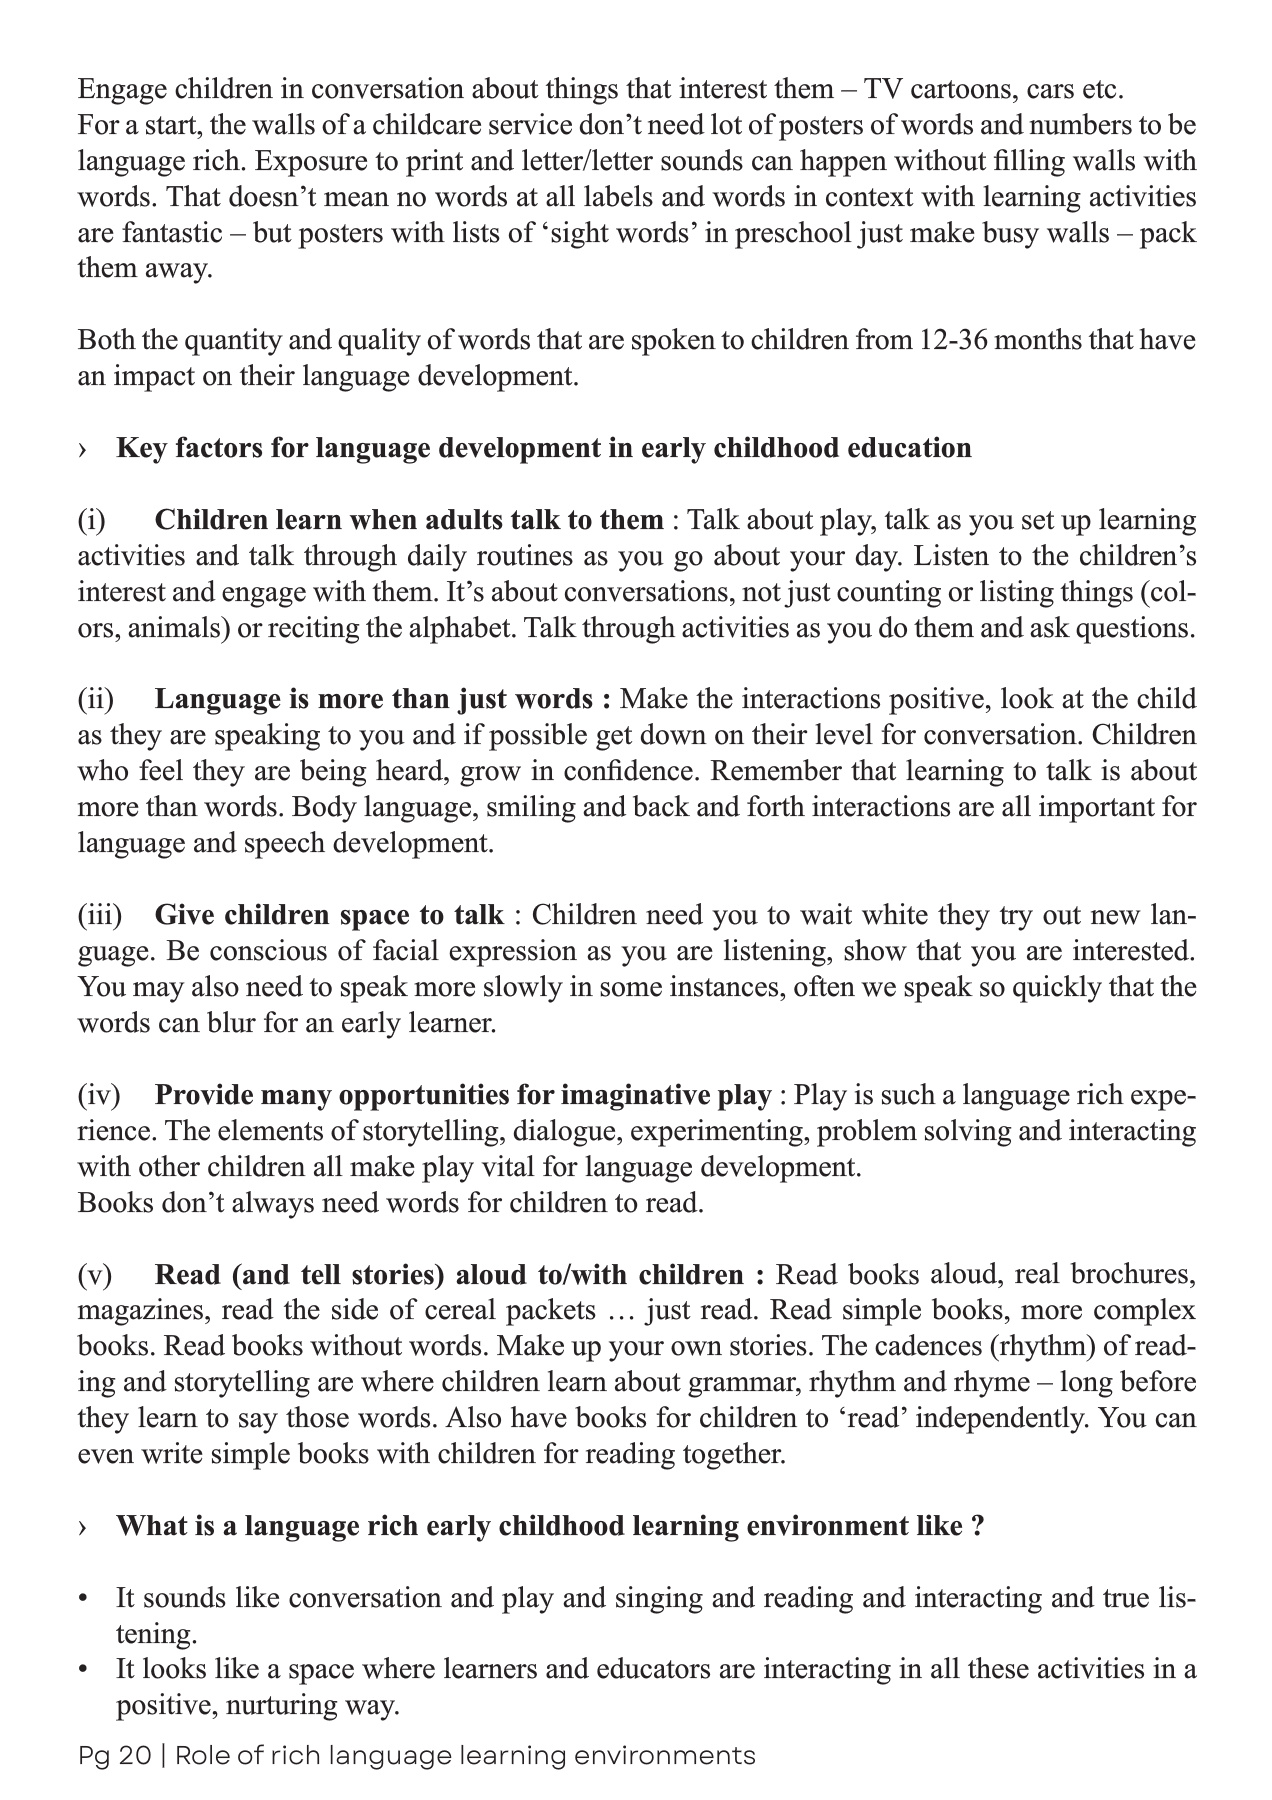 Engage children in conversation about things that interest them – TV cartoons, cars etc.
For a start, the walls of a childcare service don’t need lot of posters of words and numbers to be
language rich. Exposure to print and letter/letter sounds can happen without filling walls with
words. That doesn’t mean no words at all labels and words in context with learning activities
are fantastic – but posters with lists of ‘sight words’ in preschool just make busy walls – pack
them away.
Both the quantity and quality of words that are spoken to children from 12-36 months that have
an impact on their language development.
› Key factors for language development in early childhood education
(i) Children learn when adults talk to them : Talk about play, talk as you set up learning
activities and talk through daily routines as you go about your day. Listen to the children’s
interest and engage with them. It’s about conversations, not just counting or listing things (col-
ors, animals) or reciting the alphabet. Talk through activities as you do them and ask questions.
(ii) Language is more than just words : Make the interactions positive, look at the child
as they are speaking to you and if possible get down on their level for conversation. Children
who feel they are being heard, grow in confidence. Remember that learning to talk is about
more than words. Body language, smiling and back and forth interactions are all important for
language and speech development.
(iii) Give children space to talk : Children need you to wait white they try out new lan-
guage. Be conscious of facial expression as you are listening, show that you are interested.
You may also need to speak more slowly in some instances, often we speak so quickly that the
words can blur for an early learner.
(iv) Provide many opportunities for imaginative play : Play is such a language rich expe-
rience. The elements of storytelling, dialogue, experimenting, problem solving and interacting
with other children all make play vital for language development.
Books don’t always need words for children to read.
(v) Read (and tell stories) aloud to/with children : Read books aloud, real brochures,
magazines, read the side of cereal packets … just read. Read simple books, more complex
books. Read books without words. Make up your own stories. The cadences (rhythm) of read-
ing and storytelling are where children learn about grammar, rhythm and rhyme – long before
they learn to say those words. Also have books for children to ‘read’ independently. You can
even write simple books with children for reading together.
› What is a language rich early childhood learning environment like ?
• It sounds like conversation and play and singing and reading and interacting and true lis-
tening.
• It looks like a space where learners and educators are interacting in all these activities in a
positive, nurturing way.
Pg 20 | Role of rich language learning environments